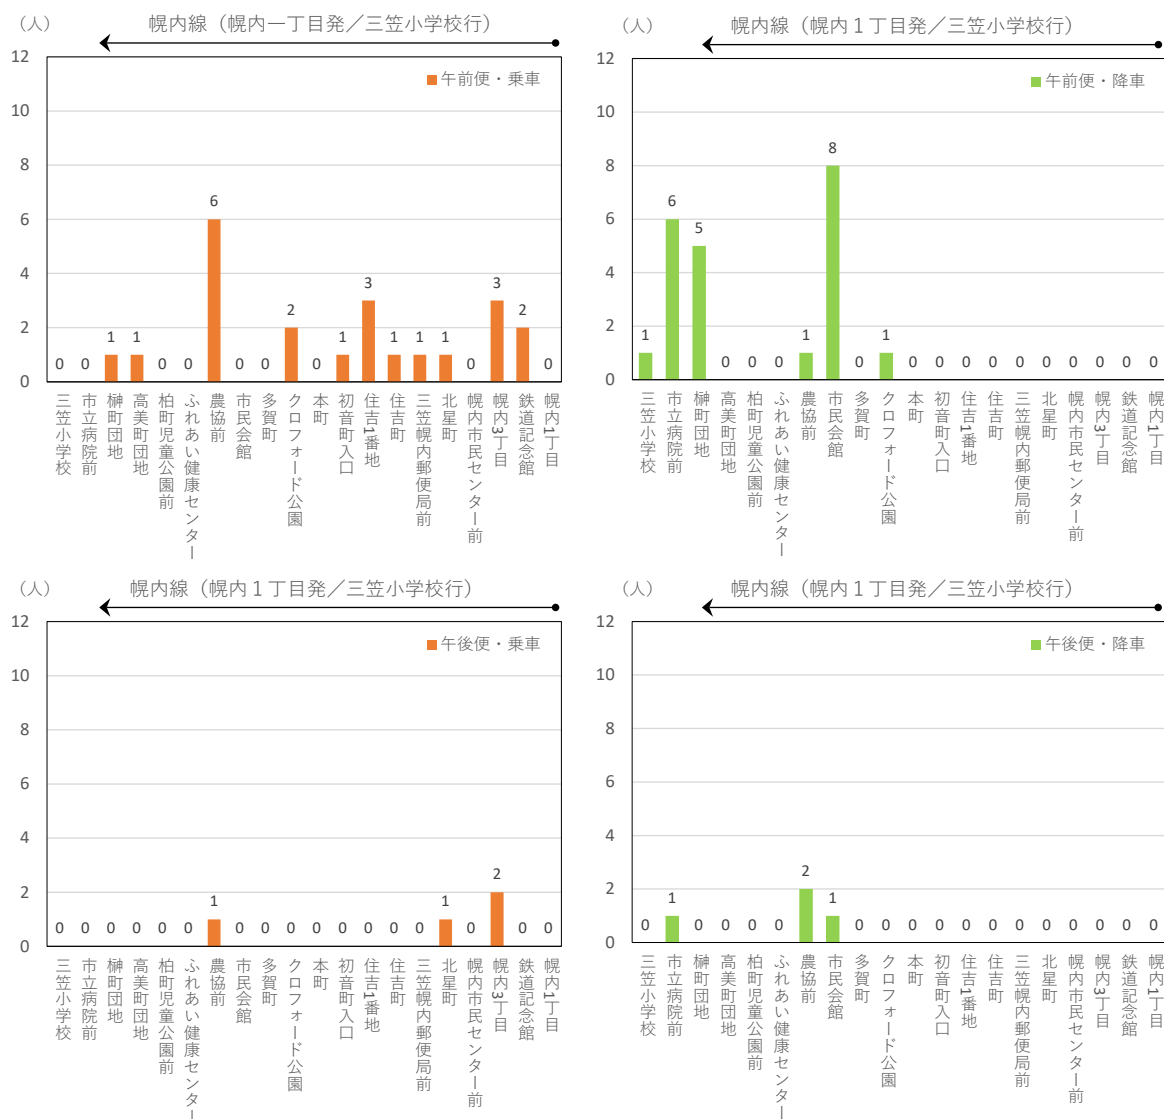 （人）
幌内線（幌内一丁目発／三笠小学校行）
12
10
8
6
4
2
0
午前便・乗車
0 0 1 1 0 0 6 0 0 2 0 1 3 1 1 1 0 3 2 0
三笠小学校
市立病院前
榊町団地
高美町団地
柏町児童公園前
ふれあい健康センター
農協前
市民会館
多賀町
クロフォード公園
本町
初音町入口
住吉1番地
住吉町
三笠幌内郵便局前
北星町
幌内市民センター前
幌内3丁目
鉄道記念館
幌内1丁目
（人）
幌内線（幌内１丁目発／三笠小学校行）
12
10
8
6
4
2
0
午前便・降車
1 6 5 0 0 0 1 8 0 1 0 0 0 0 0 0 0 0 0 0
三笠小学校
市立病院前
榊町団地
高美町団地
柏町児童公園前
ふれあい健康センター
農協前
市民会館
多賀町
クロフォード公園
本町
初音町入口
住吉1番地
住吉町
三笠幌内郵便局前
北星町
幌内市民センター前
幌内3丁目
鉄道記念館
幌内1丁目
（人）
幌内線（幌内１丁目発／三笠小学校行）
12
10
8
6
4
2
0
午後便・乗車
0 0 0 0 0 0 1 0 0 0 0 0 0 0 0 1 0 2 0 0
三笠小学校
市立病院前
榊町団地
高美町団地
柏町児童公園前
ふれあい健康センター
農協前
市民会館
多賀町
クロフォード公園
本町
初音町入口
住吉1番地
住吉町
三笠幌内郵便局前
北星町
幌内市民センター前
幌内3丁目
鉄道記念館
幌内1丁目
（人）
幌内線（幌内１丁目発／三笠小学校行）
12
10
8
6
4
2
0
午後便・降車
0 1 0 0 0 0 2 1 0 0 0 0 0 0 0 0 0 0 0 0
三笠小学校
市立病院前
榊町団地
高美町団地
柏町児童公園前
ふれあい健康センター
農協前
市民会館
多賀町
クロフォード公園
本町
初音町入口
住吉1番地
住吉町
三笠幌内郵便局前
北星町
幌内市民センター前
幌内3丁目
鉄道記念館
幌内1丁目